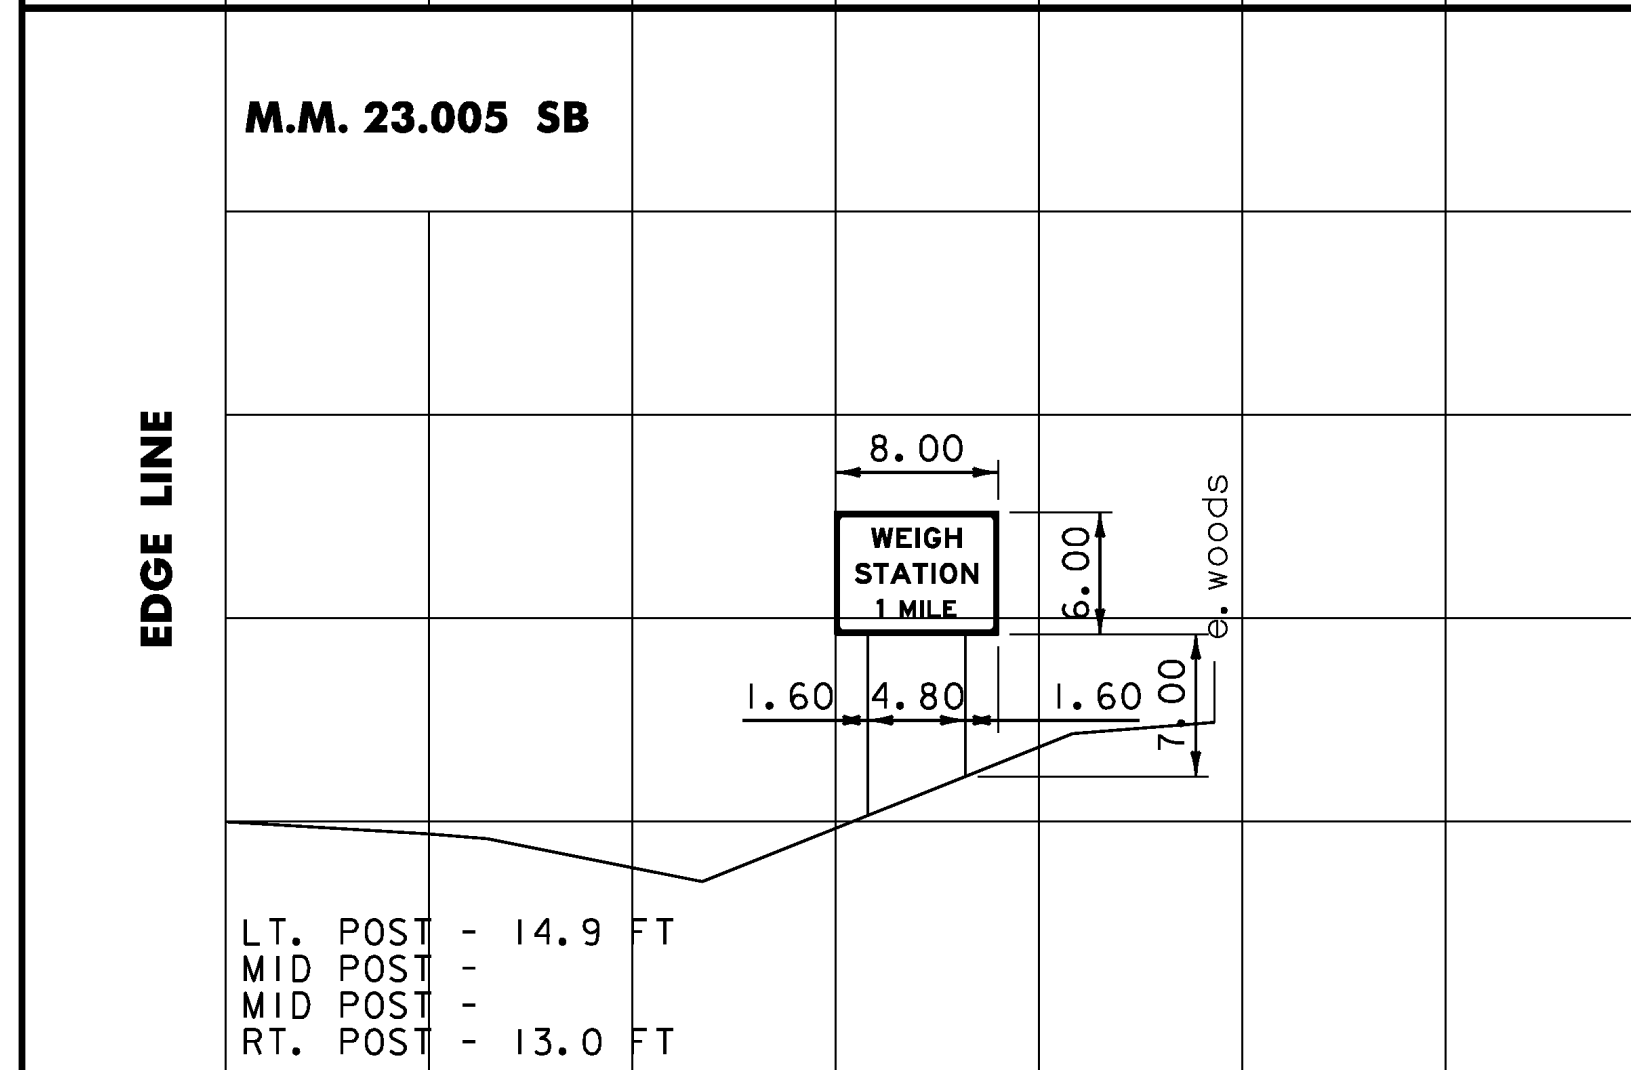 M.M. 23.005 SB
EDGE LINE
8.00
WEIGH
STATION
1 MILE
6.00
e.woods
1.60 4.80 1.60
7.00
LT. POST - 14.9 FT
MID POST -
MID POST -
RT. POST - 13.0 FT